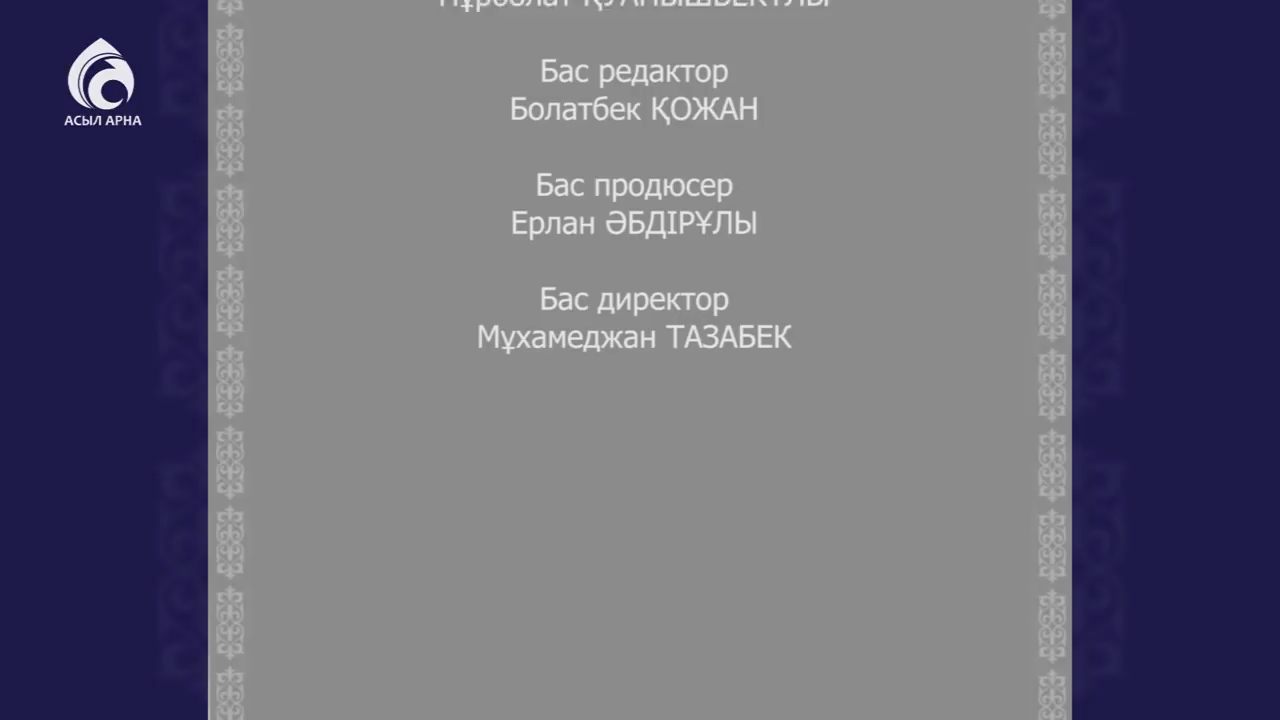 АСЫЛ АРНА
Бас редактор
Болатбек ҚОЖАН
Бас продюсер
Ерлан ӘБДІРҰЛЫ
Бас директор
Мұхамеджан ТАЗАБЕК